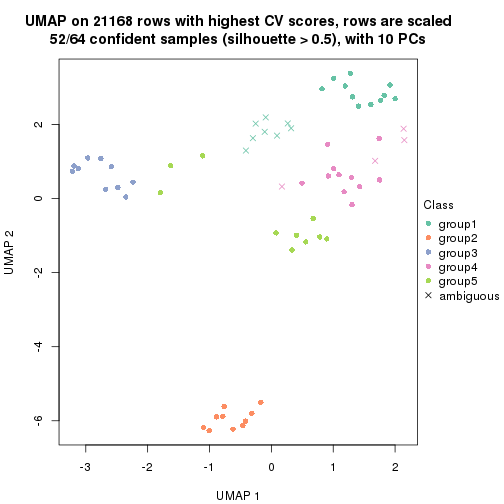 UMAP on 21168 rows with highest CV scores, rows are scaled
52/64 confident samples (silhouette > 0.5), with 10 PCs
2
0
-2
-4
-6
UMAP 2
-3
-2
-1
0
1
2
UMAP 1
Class
group1
group2
group3
group4
group5
ambiguous